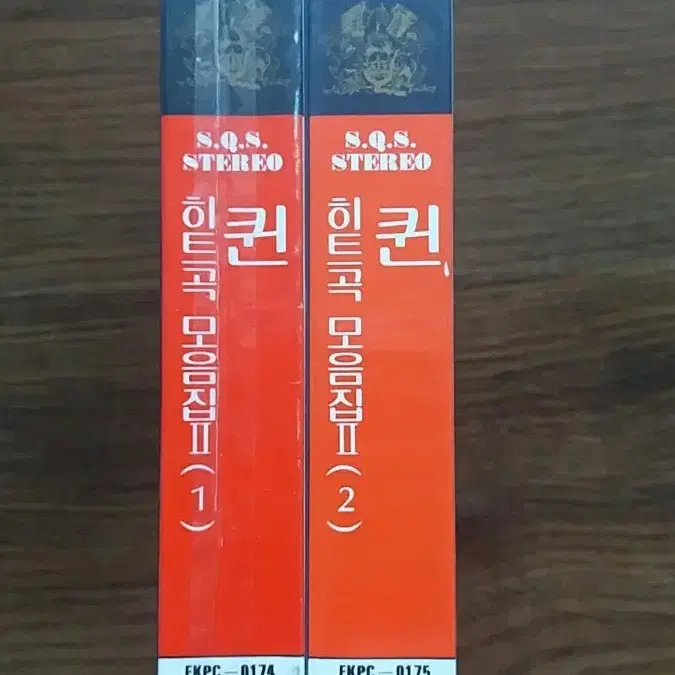 S.Q.S.
STEREO
퀸
히트곡 모음집Ⅱ(1)
EKPC-0174
S.Q.S.
STEREO
퀸
히트곡 모음집Ⅱ(2)
EKPC-0175